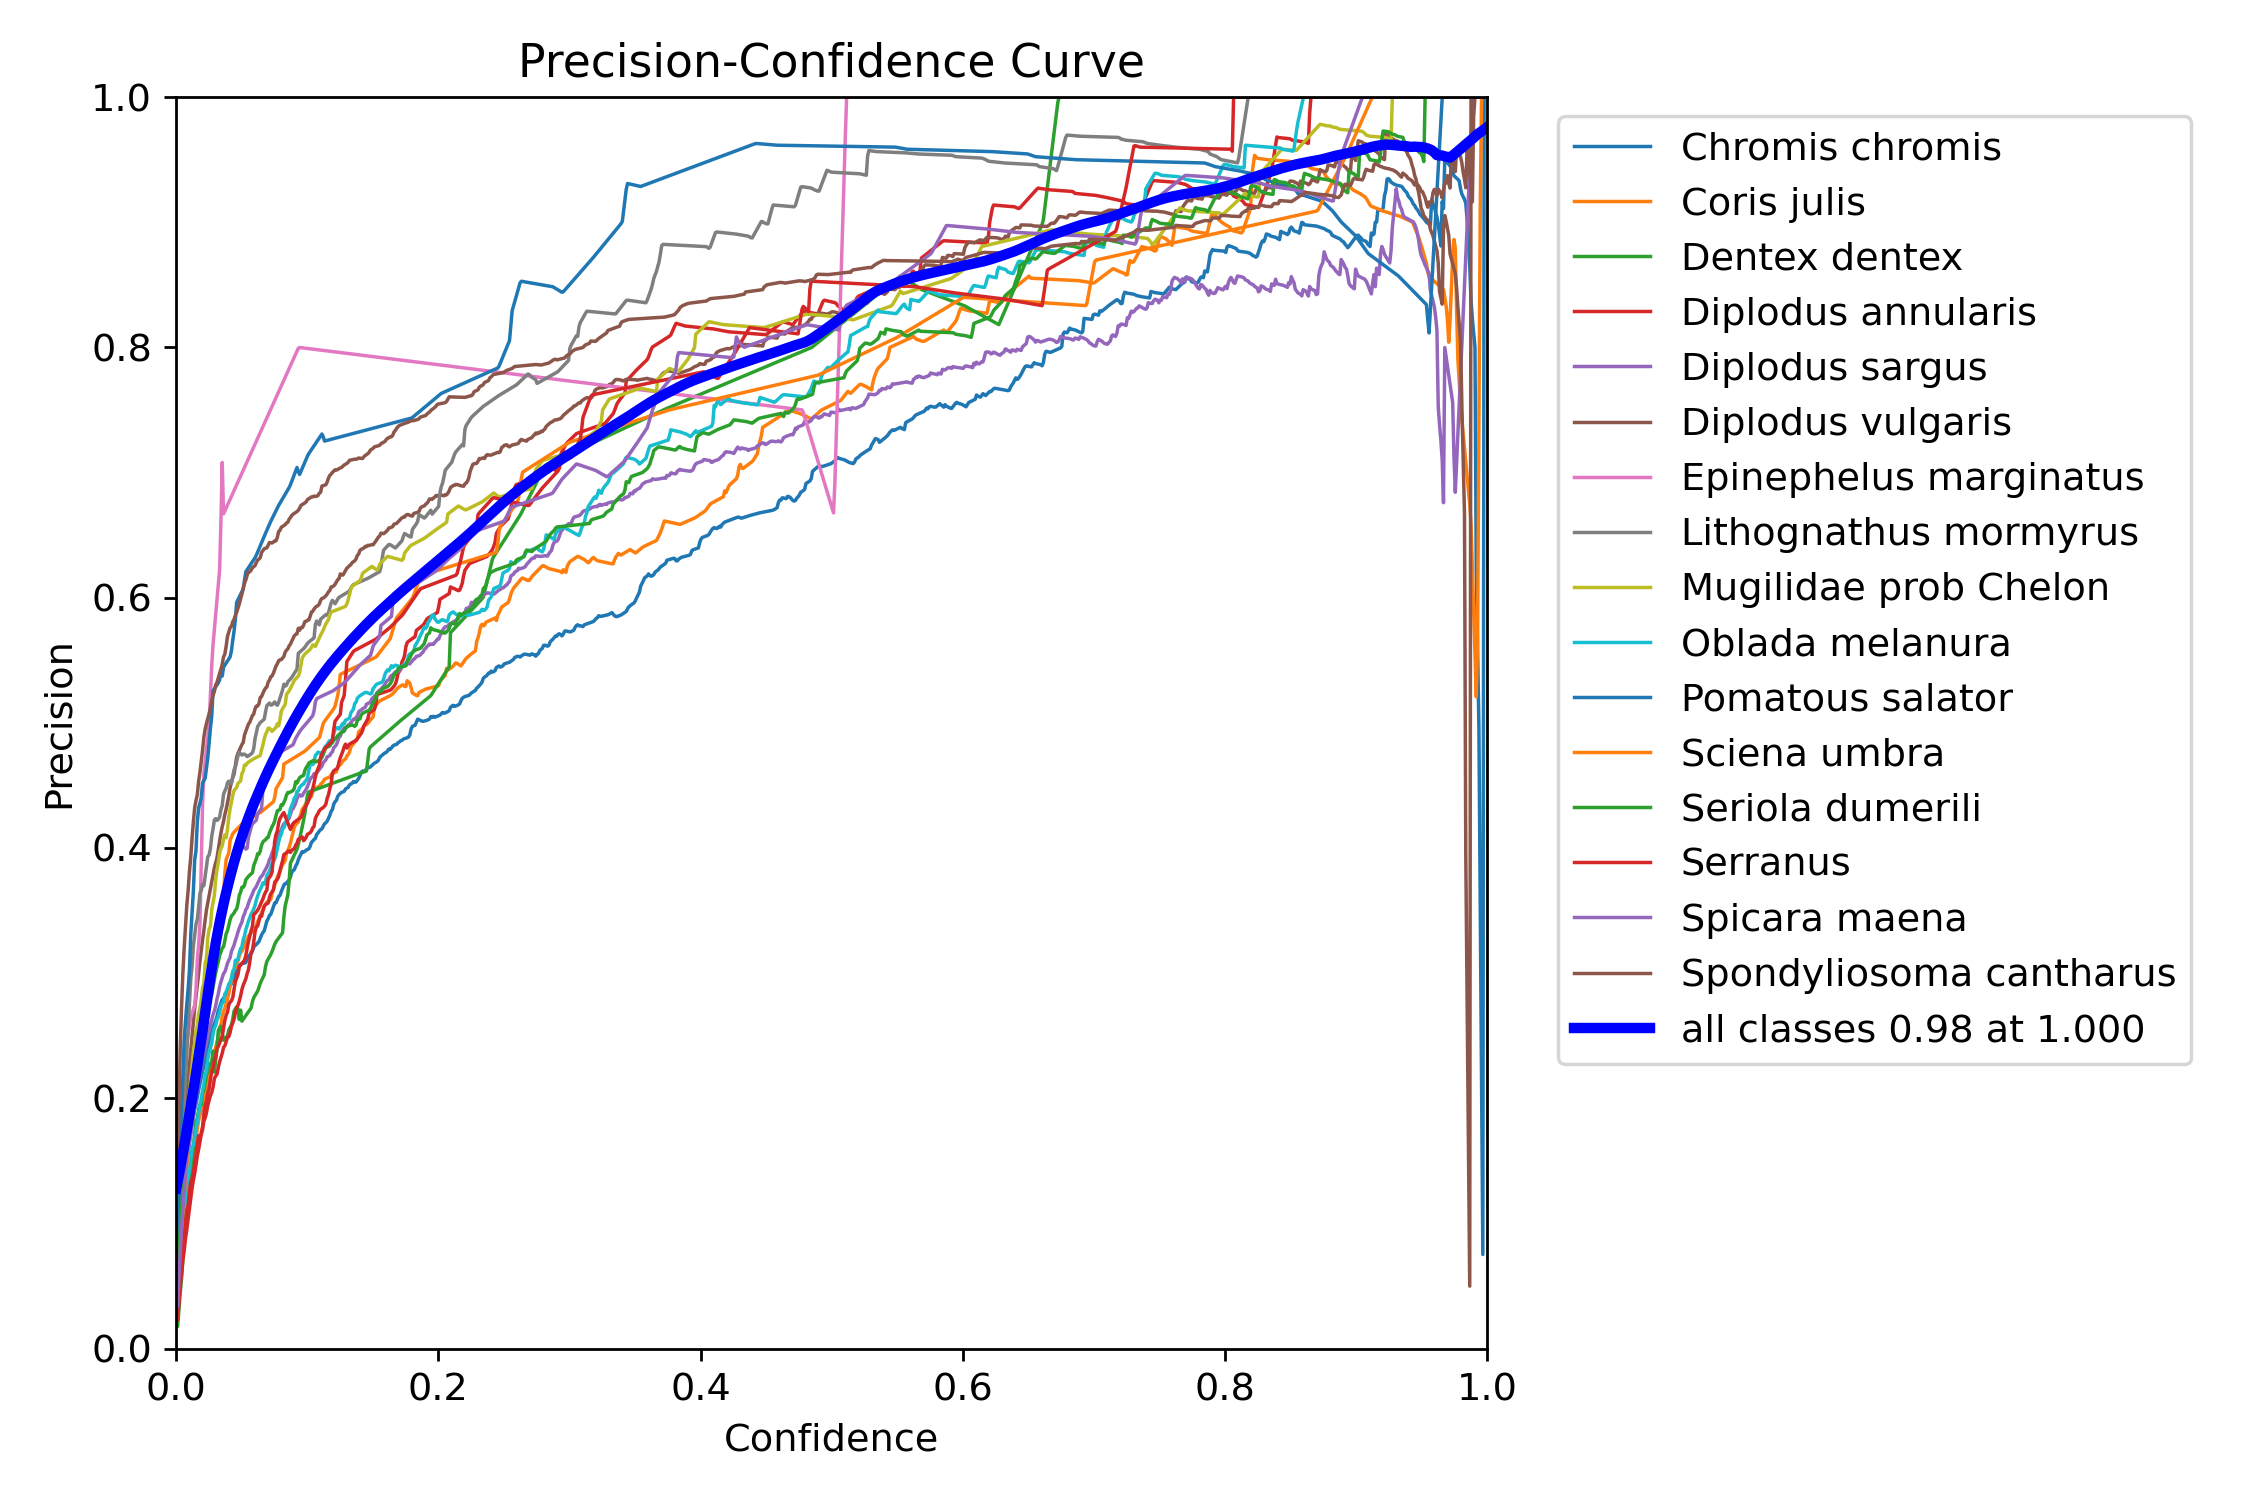 Precision-Confidence Curve
1.0
0.8
0.6
0.4
0.2
0.0
Precision
0.0 0.2 0.4 0.6 0.8 1.0
Confidence
Chromis chromis
Coris julis
Dentex dentex
Diplodus annularis
Diplodus sargus
Diplodus vulgaris
Epinephelus marginatus
Lithognathus mormyrus
Mugilidae prob Chelon
Oblada melanura
Pomatous salator
Sciena umbra
Seriola dumerili
Serranus
Spicara maena
Spondyliosoma cantharus
all classes 0.98 at 1.000